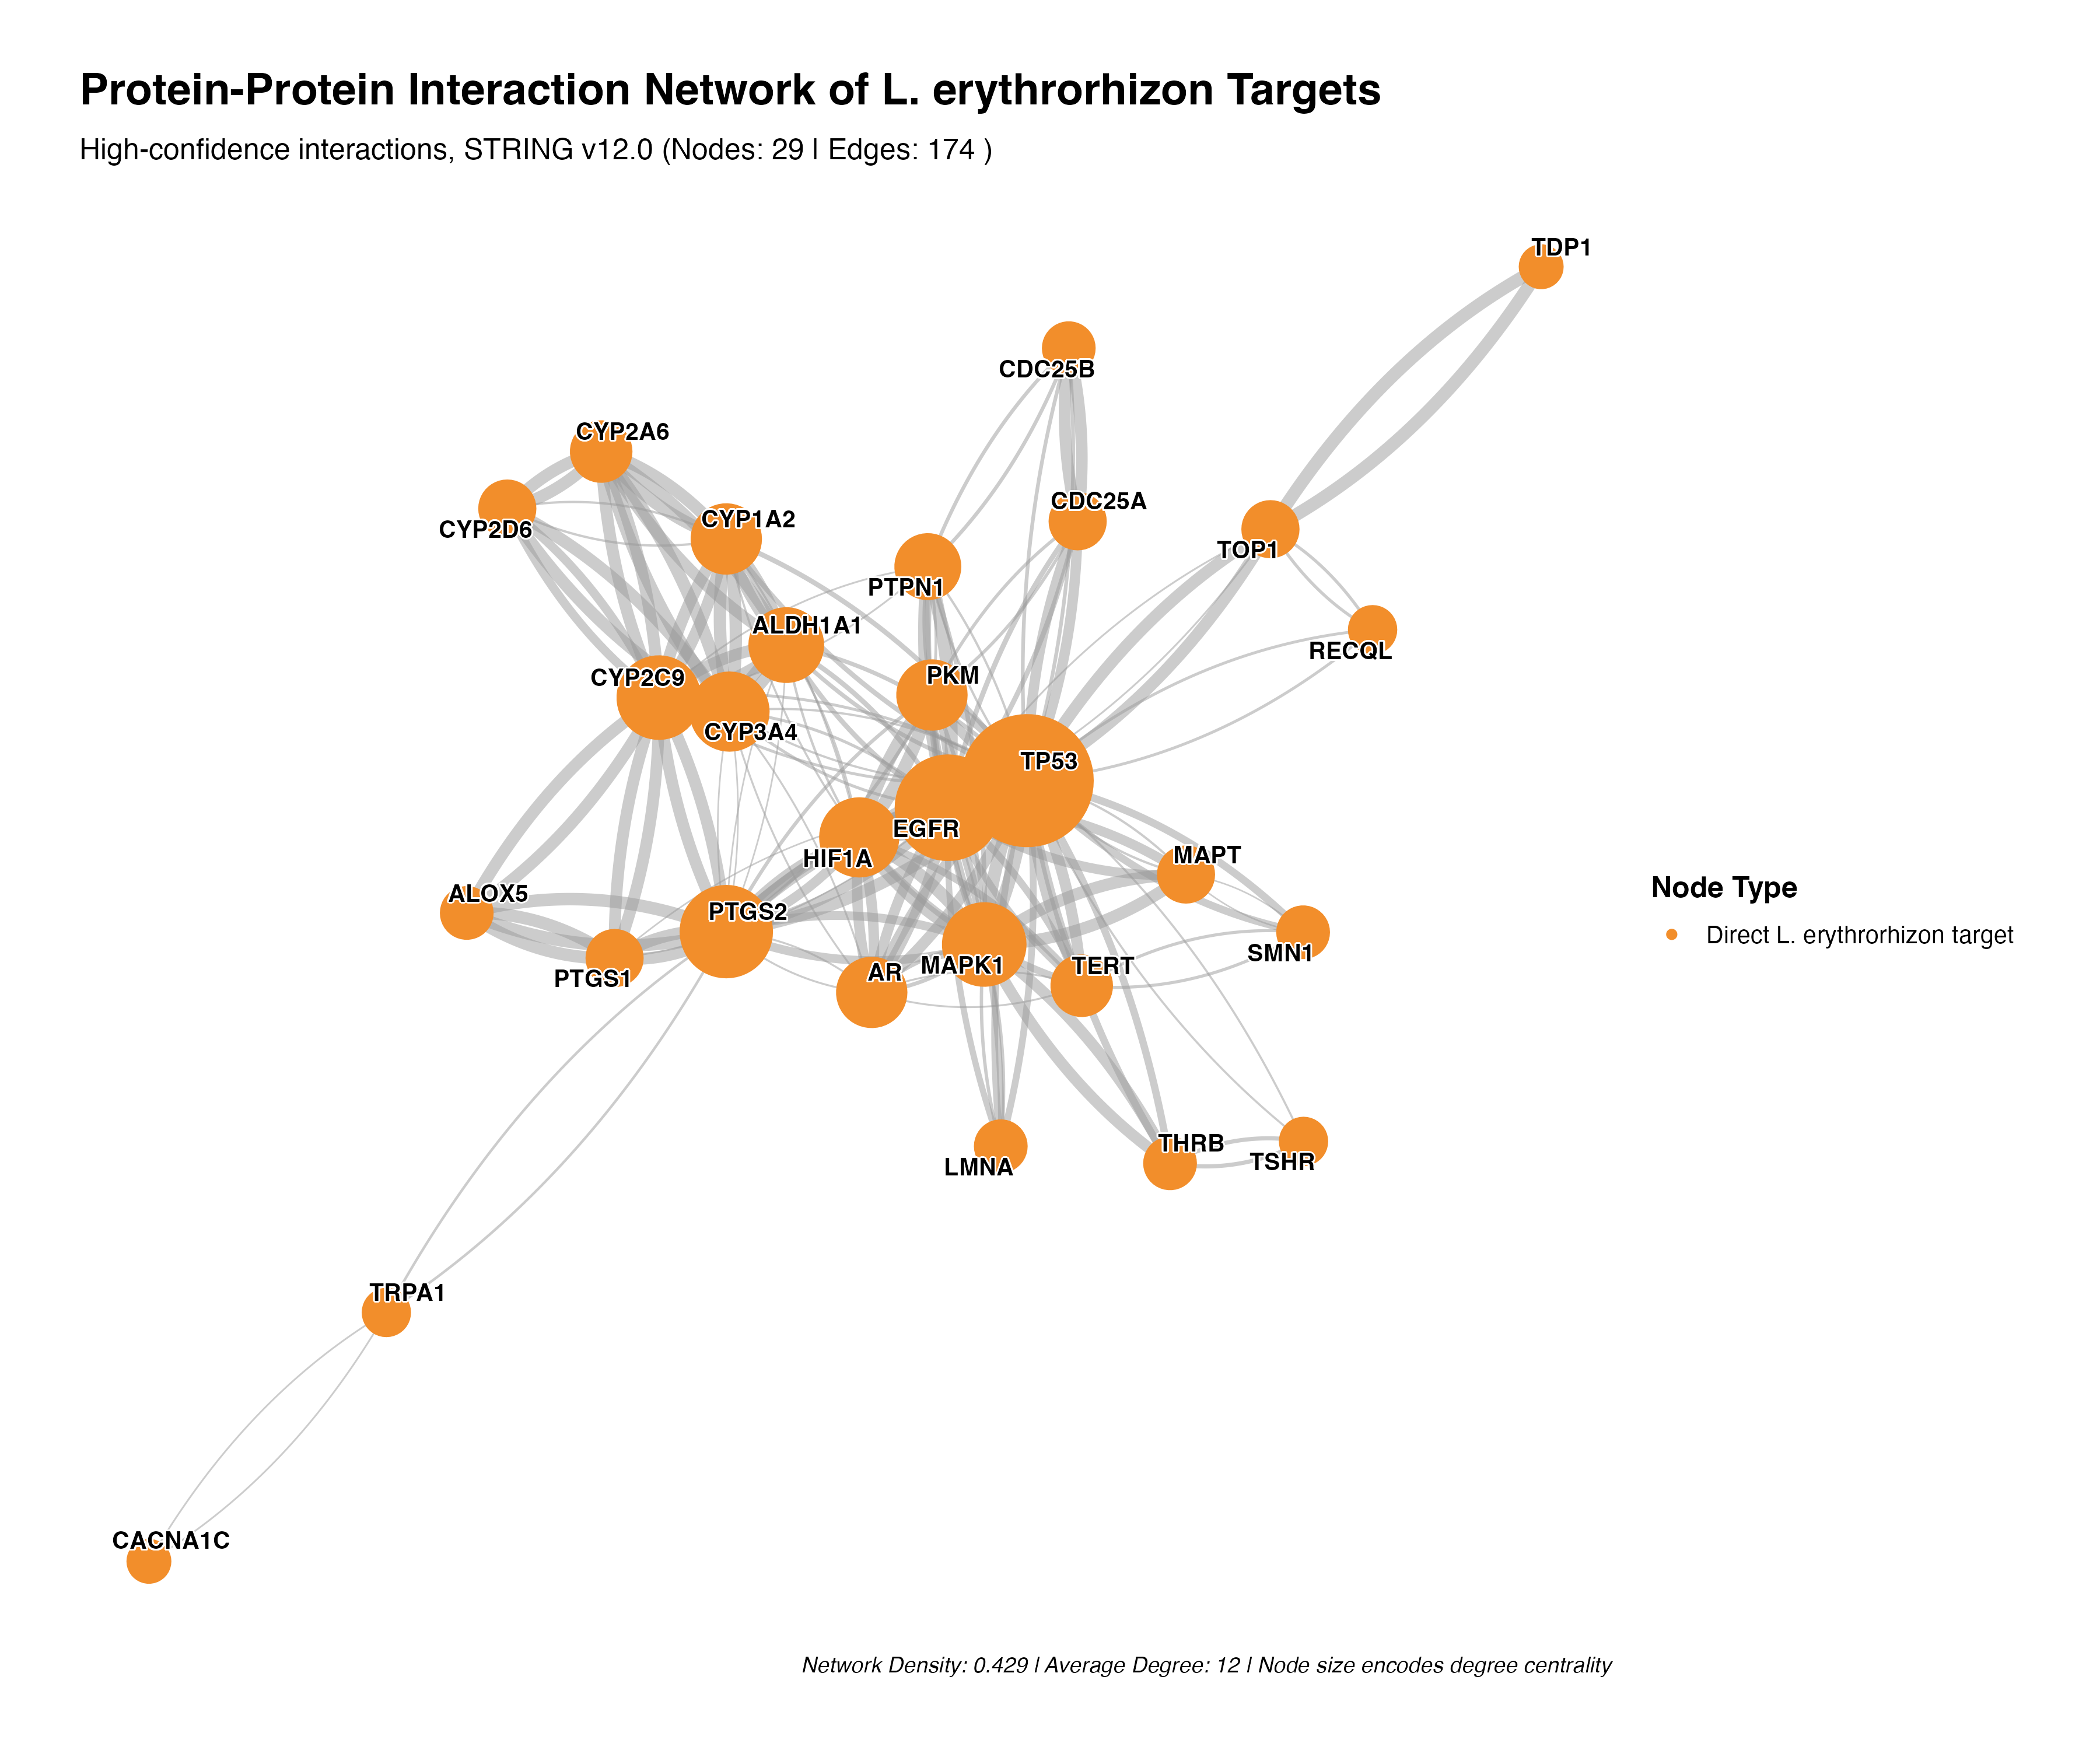 Protein-Protein Interaction Network of L. erythrorhizon Targets
High-confidence interactions, STRING v12.0 (Nodes: 29 | Edges: 174 )
TDP1
CDC25B
CYP2A6
CDC25A
CYP1A2
CYP2D6
TOP1
PTPN1
ALDH1A1
RECQL
PKM
CYP2C9
CYP3A4
TP53
EGFR
MAPT
HIF1A
Node Type
ALOX5
PTGS2
Direct L. erythrorhizon target
SMN1
MAPK1
TERT
AR
PTGS1
THRB
TSHR
LMNA
TRPA1
CACNA1C
Network Density: 0.429 | Average Degree: 12 | Node size encodes degree centrality